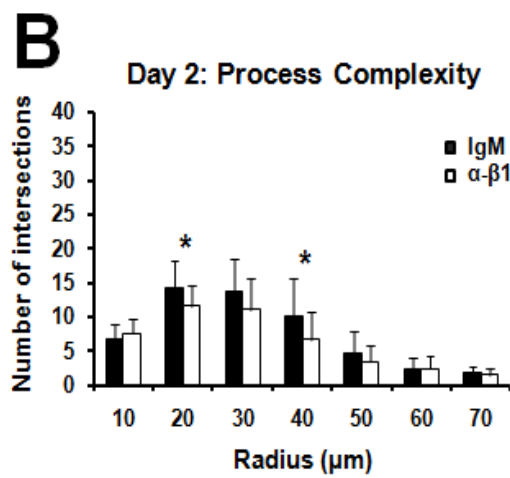 B
Day 2: Process Complexity
Number of intersections
40
35
30
25
20
15
10
5
0
IgM
α-β1
*
*
10 20 30 40 50 60 70
Radius (μm)